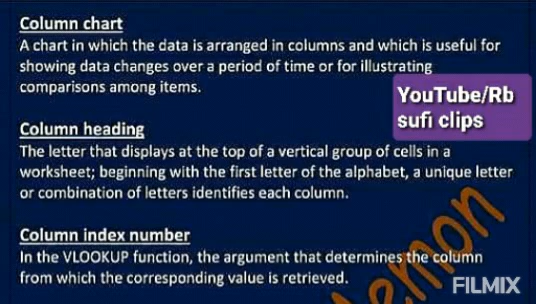 Column chart
A chart in which the data is arranged in columns and which is useful for
showing data changes over a period of time or for illustrating
comparisons among items.
YouTube/Rb
sufi clips
Column heading
The letter that displays at the top of a vertical group of cells in a
worksheet; beginning with the first letter of the alphabet, a unique letter
or combination of letters identifies each column.
Column index number
In the VLOOKUP function, the argument that determines the column
from which the corresponding value is retrieved.
FILMIX